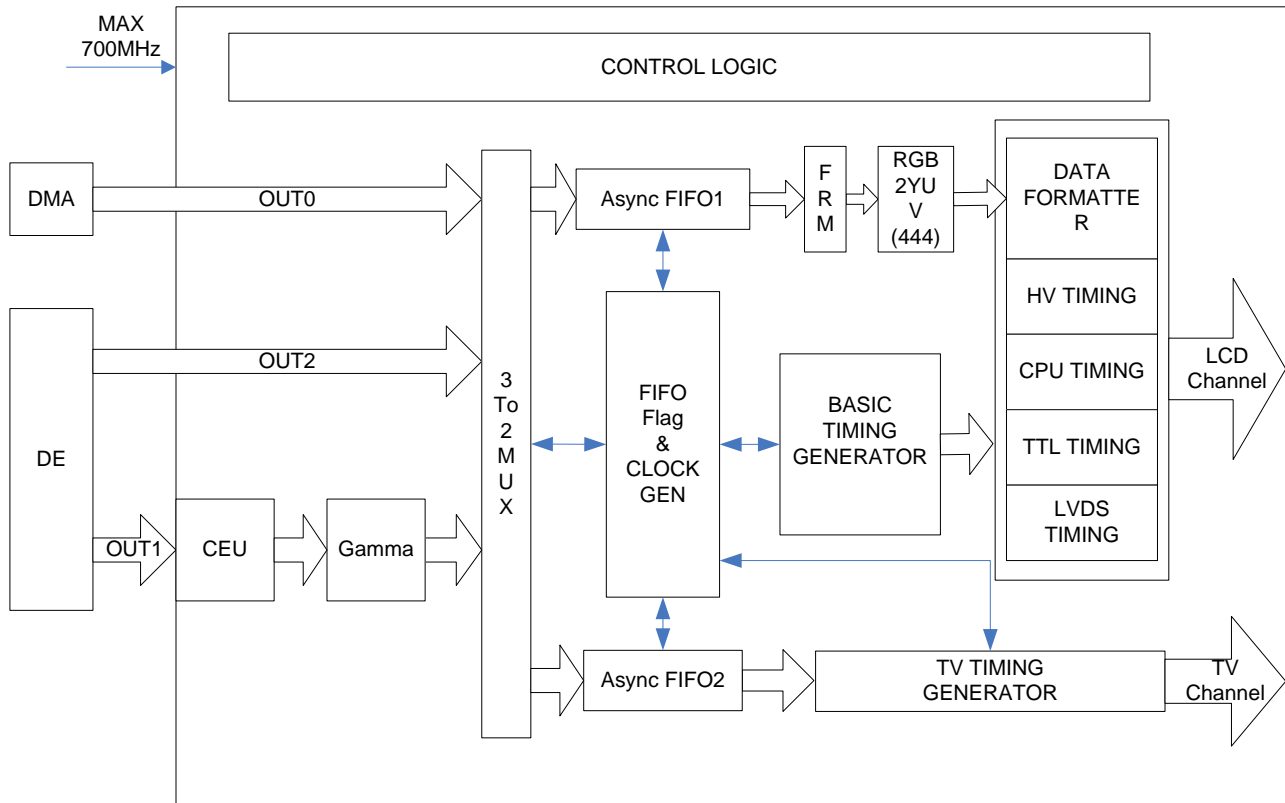 MAX
700MHz
CONTROL LOGIC
DMA
OUT0
Async FIFO1
F
R
M
RGB
2YU
V
(444)
DATA
FORMATTE
R
HV TIMING
CPU TIMING
TTL TIMING
LVDS
TIMING
LCD
Channel
DE
OUT2
OUT1
CEU
Gamma
3
To
2
M
U
X
FIFO
Flag
&
CLOCK
GEN
BASIC
TIMING
GENERATOR
Async FIFO2
TV TIMING
GENERATOR
TV
Channel